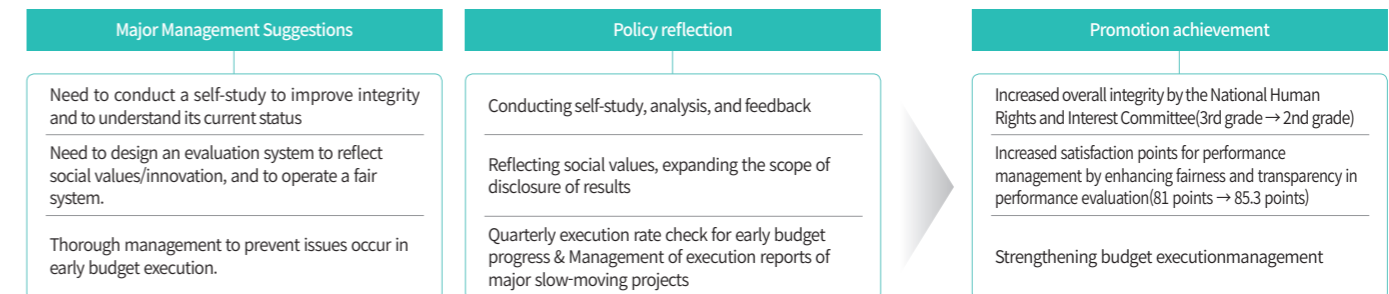 Major Management Suggestions
Need to conduct a self-study to improve integrity
and to understand its current status
Need to design an evaluation system to reflect
social values/innovation, and to operate a fair
system.
Thorough management to prevent issues occur in
early budget execution.
Policy reflection
Conducting self-study, analysis, and feedback
Reflecting social values, expanding the scope of
disclosure of results
Quarterly execution rate check for early budget
progress & Management of execution reports of
major slow-moving projects
Promotion achievement
Increased overall integrity by the National Human
Rights and Interest Committee(3rd grade → 2nd grade)
Increased satisfaction points for performance
management by enhancing fairness and transparency in
performance evaluation(81 points → 85.3 points)
Strengthening budget executionmanagement